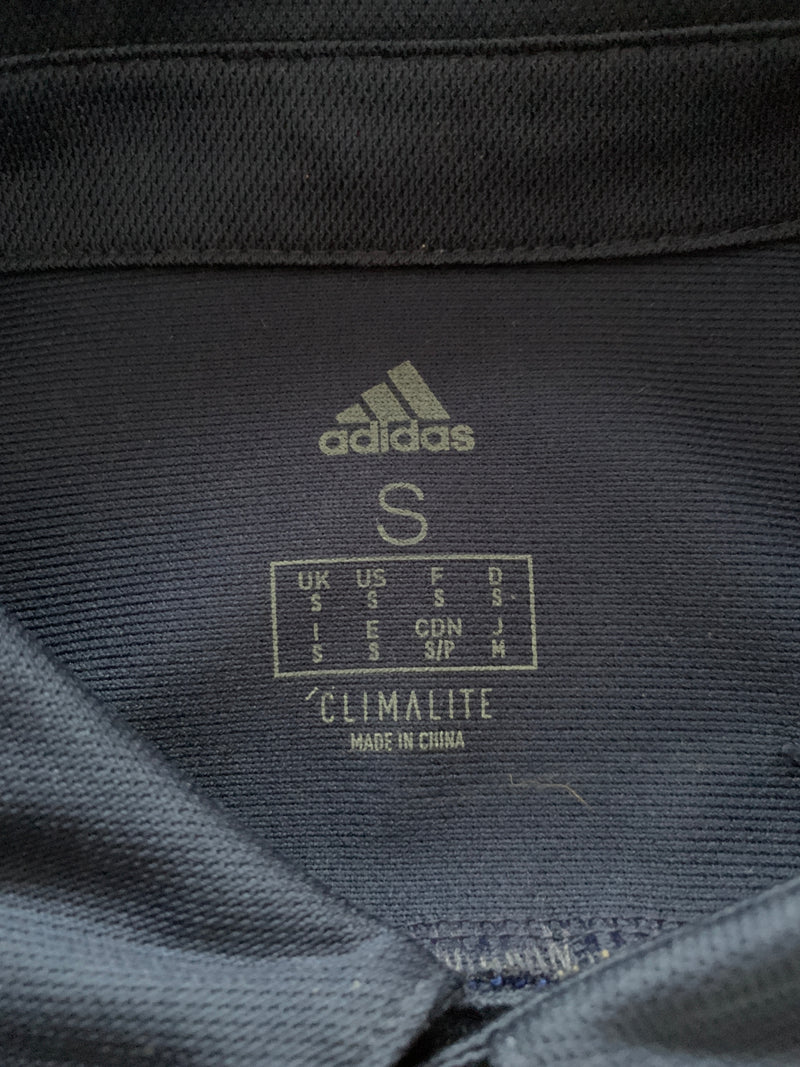 adidas
S
UK US F D
S S S S
I E CDN J
S S S/P M
CLIMALITE
MADE IN CHINA